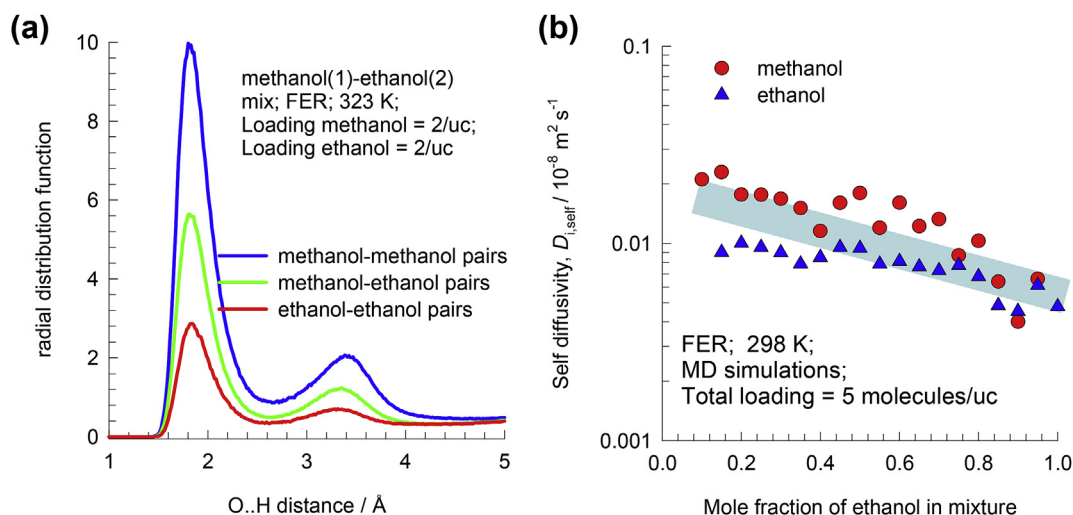 (a)
10
8
6
4
2
0
radial distribution function
methanol(1)-ethanol(2)
mix; FER; 323 K;
Loading methanol = 2/uc;
Loading ethanol = 2/uc
methanol-methanol pairs
methanol-ethanol pairs
ethanol-ethanol pairs
1 2 3 4 5
O..H distance / Å
(b)
0.1
0.01
0.001
Self diffusivity, Di,self / 10-8 m2 s-1
methanol
ethanol
FER; 298 K;
MD simulations;
Total loading = 5 molecules/uc
0.0 0.2 0.4 0.6 0.8 1.0
Mole fraction of ethanol in mixture